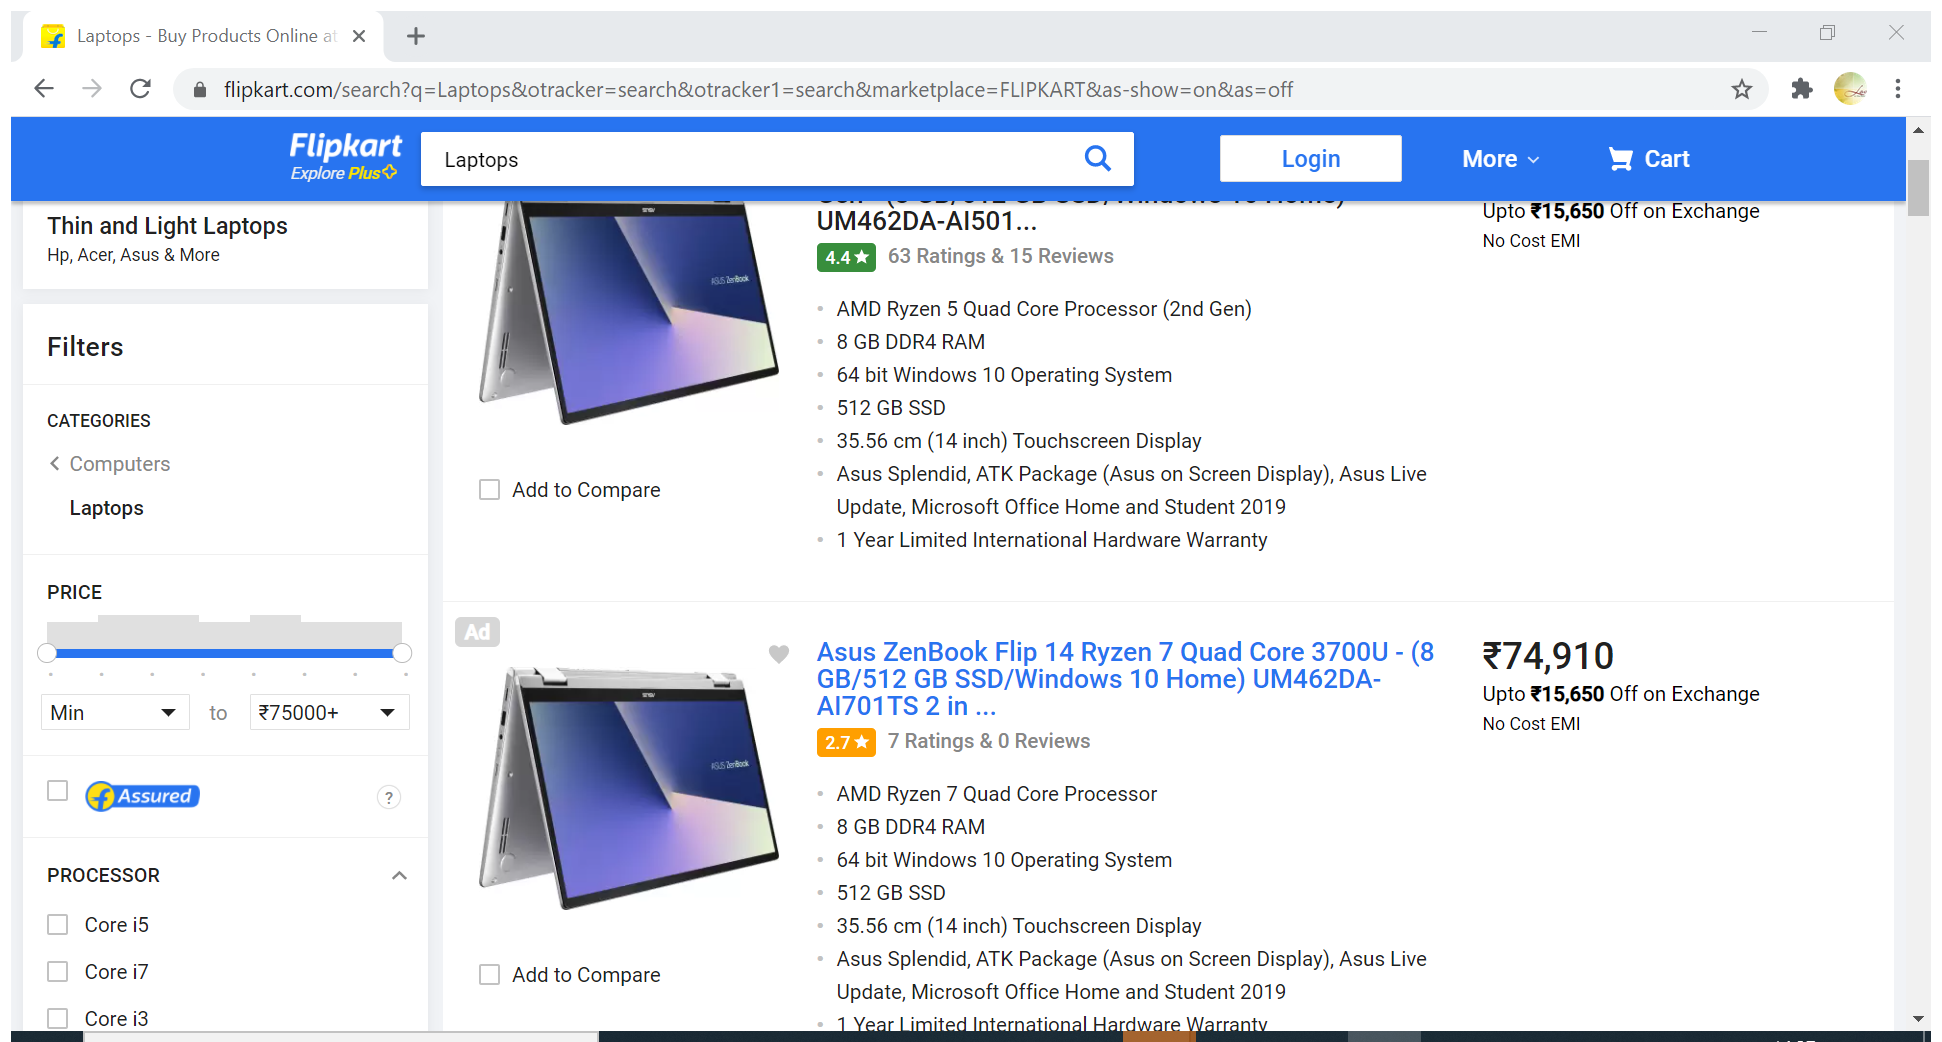 Laptops - Buy Products Online at
flipkart.com/search?q=Laptops&otracker=search&otracker1=search&marketplace=FLIPKART&as-show=on&as=off
Flipkart
Explore Plus
Laptops
Login
More
Cart
Thin and Light Laptops
Hp, Acer, Asus & More
Filters
CATEGORIES
Computers
Laptops
PRICE
Min to ₹75000+
Assured
?
PROCESSOR
Core i5
Core i7
Core i3
UM462DA-AI501...
4.4 63 Ratings & 15 Reviews
AMD Ryzen 5 Quad Core Processor (2nd Gen)
8 GB DDR4 RAM
64 bit Windows 10 Operating System
512 GB SSD
35.56 cm (14 inch) Touchscreen Display
Asus Splendid, ATK Package (Asus on Screen Display), Asus Live
Update, Microsoft Office Home and Student 2019
1 Year Limited International Hardware Warranty
Add to Compare
Upto ₹15,650 Off on Exchange
No Cost EMI
Ad
ASUS ZenBook
Asus ZenBook Flip 14 Ryzen 7 Quad Core 3700U - (8
GB/512 GB SSD/Windows 10 Home) UM462DA-
AI701TS 2 in ...
2.7 7 Ratings & 0 Reviews
AMD Ryzen 7 Quad Core Processor
8 GB DDR4 RAM
64 bit Windows 10 Operating System
512 GB SSD
35.56 cm (14 inch) Touchscreen Display
Asus Splendid, ATK Package (Asus on Screen Display), Asus Live
Update, Microsoft Office Home and Student 2019
1 Year Limited International Hardware Warranty
Add to Compare
ASUS ZenBook
₹74,910
Upto ₹15,650 Off on Exchange
No Cost EMI